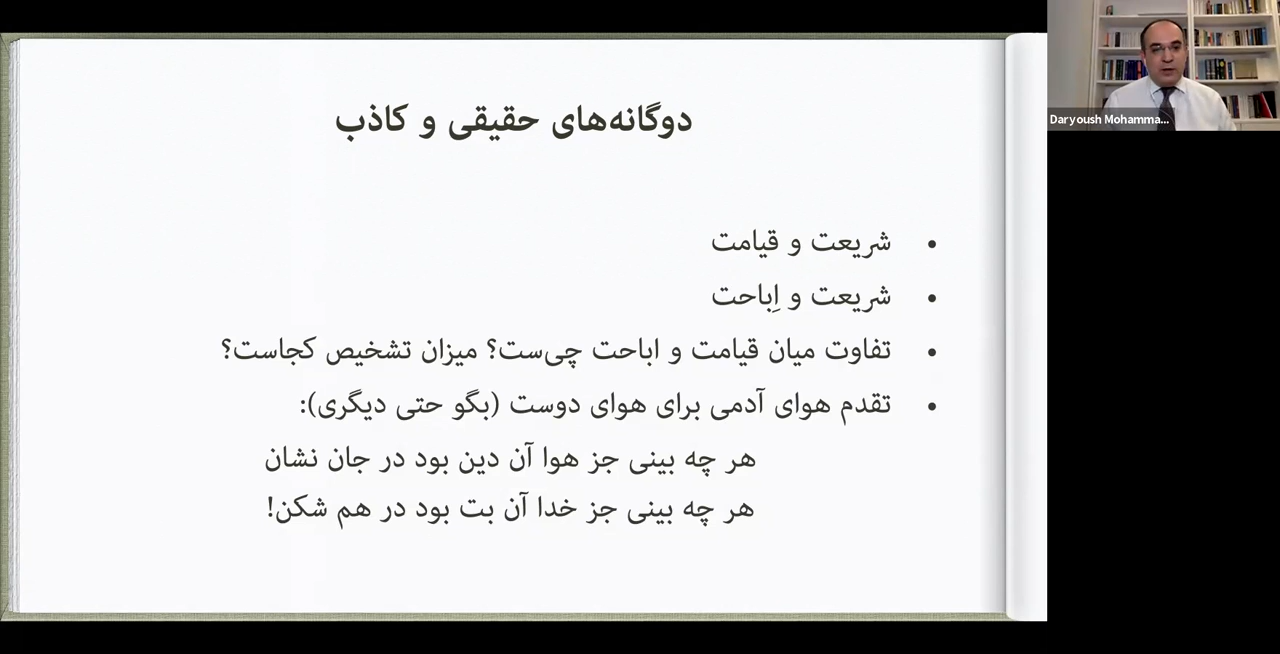 دوگانه‌های حقیقی و کاذب
• شریعت و قیامت
• شریعت و اِباحت
• تفاوت میان قیامت و اباحت چی‌ست؟ میزان تشخیص کجاست؟
• تقدم هوای آدمی برای هوای دوست (بگو حتی دیگری):
هر چه بینی جز هوا آن دین بود در جان نشان
هر چه بینی جز خدا آن بت بود در هم شکن!
Daryoush Mohamma...